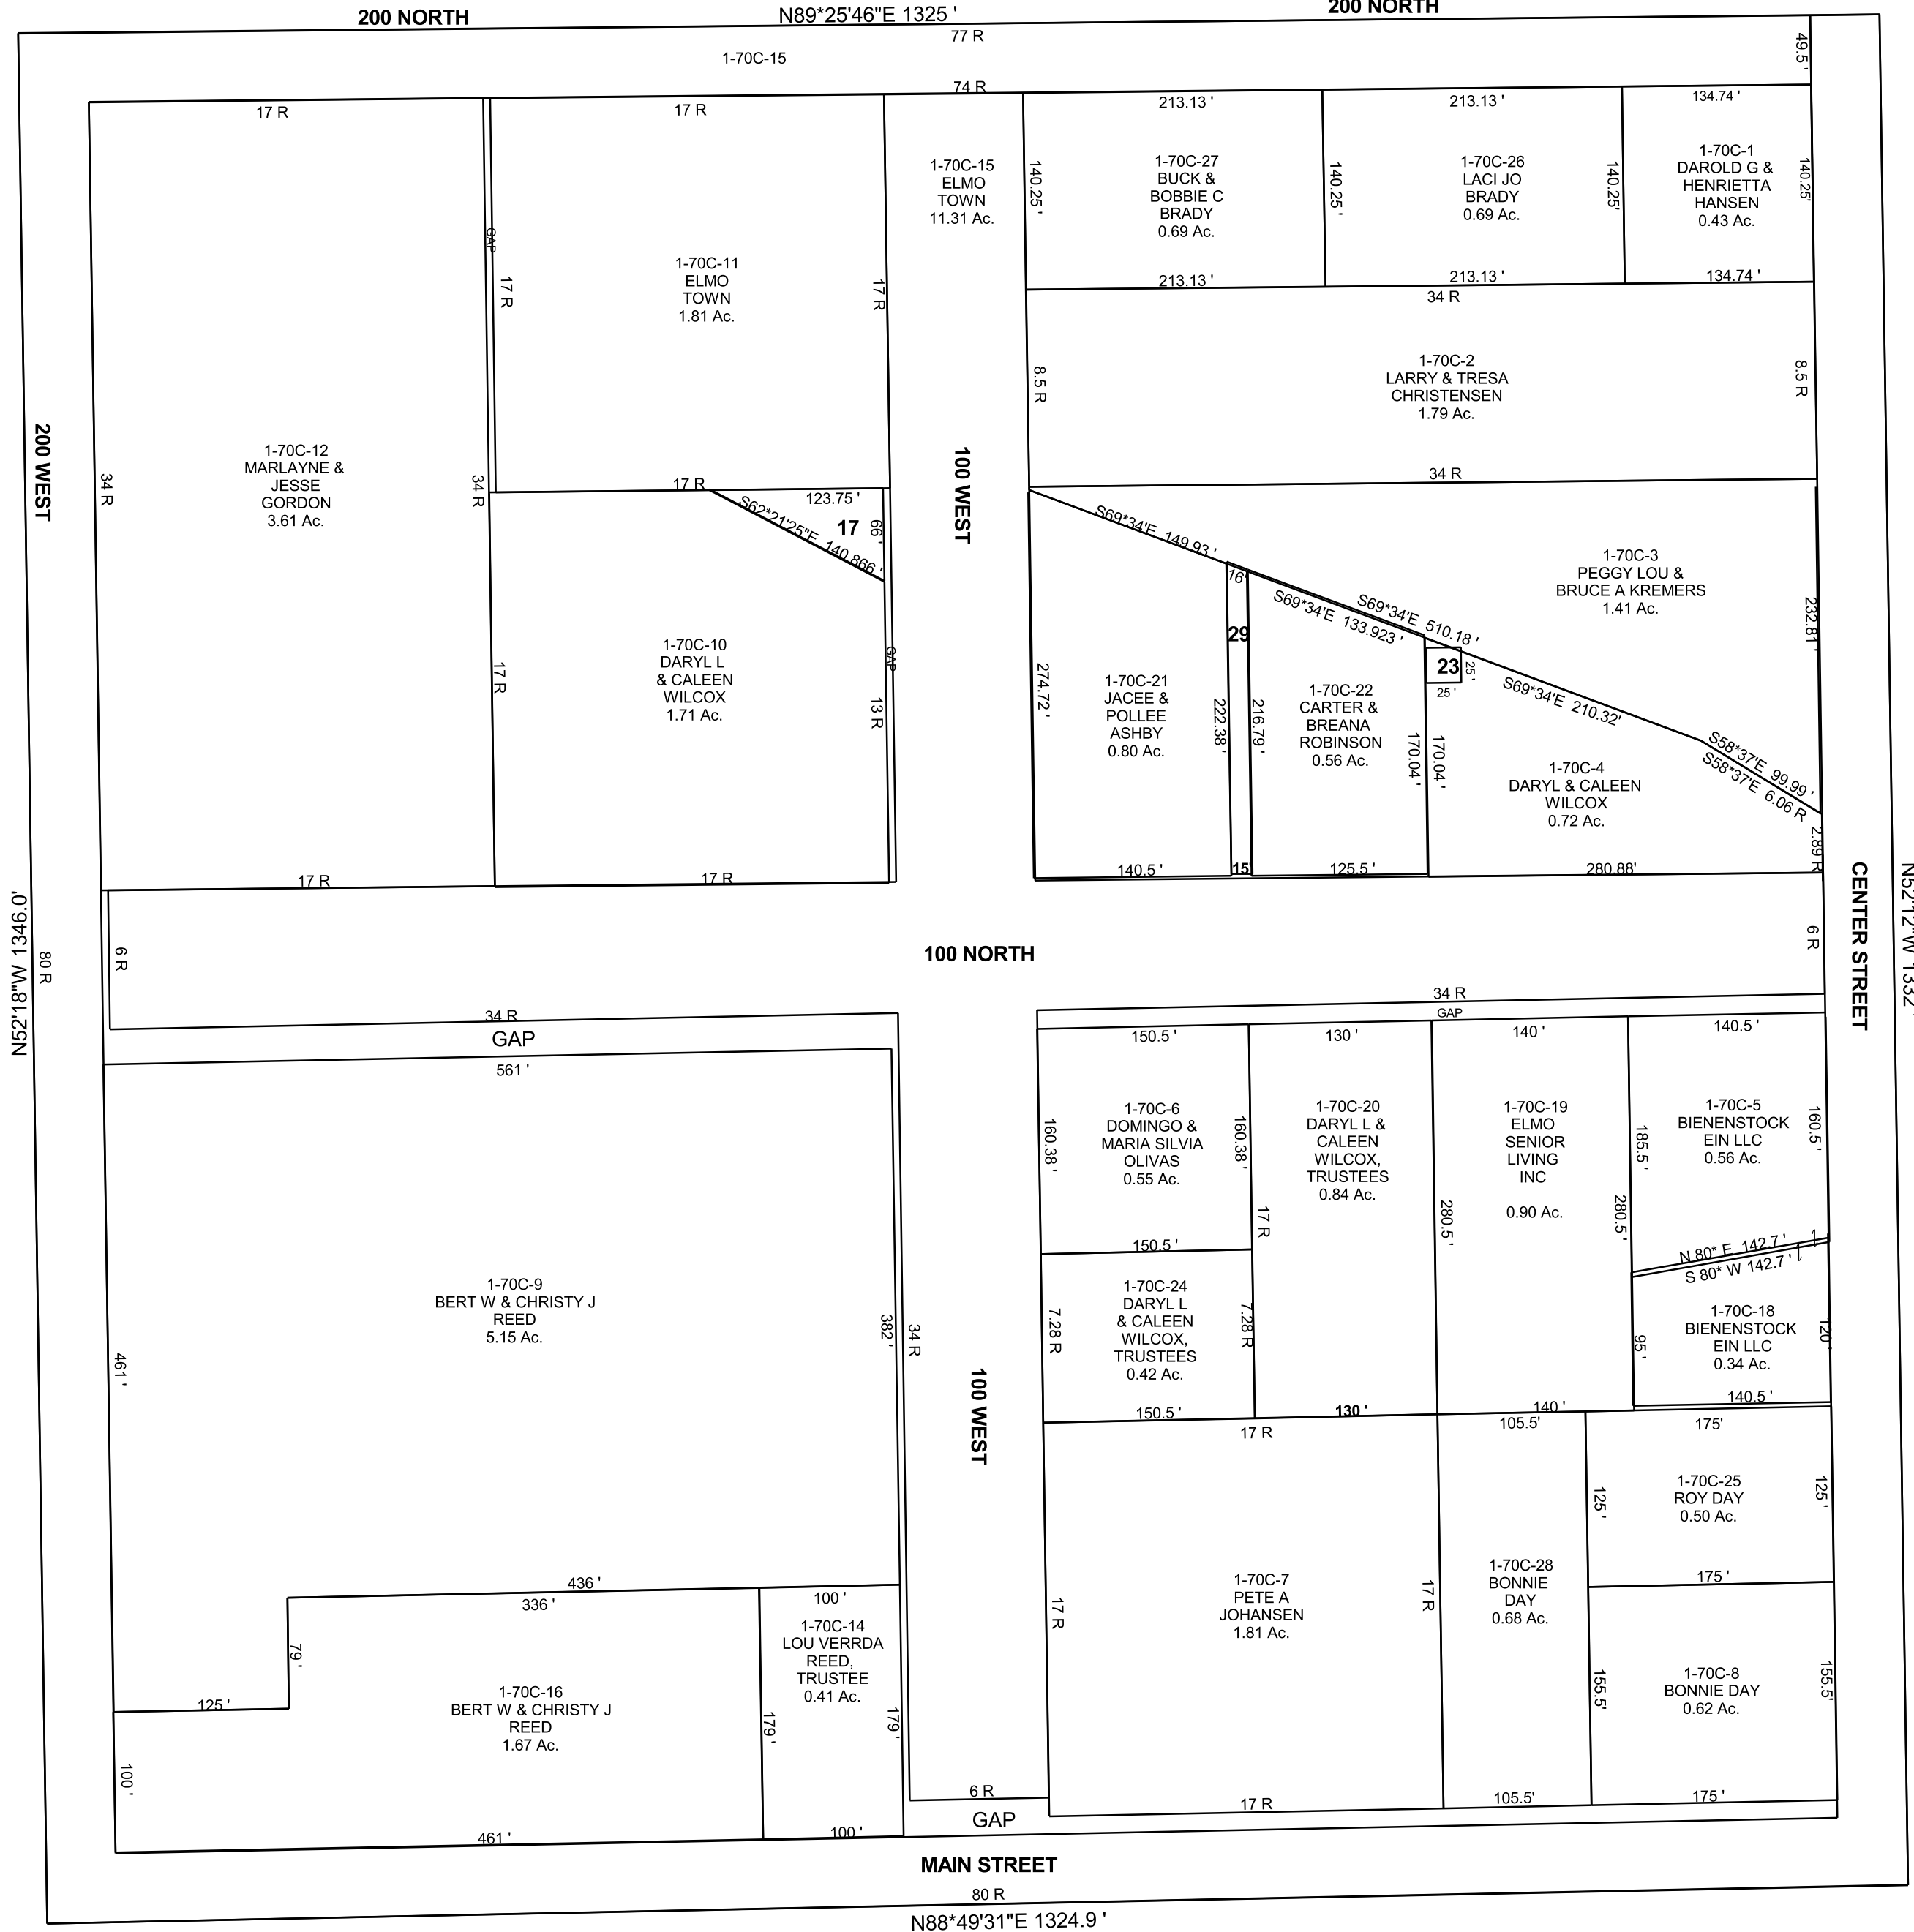 200 NORTH
N89*25'46"E 1325 '
200 NORTH
77 R
1-70C-15
49.5 '
74 R
17 R
17 R
213.13 '
213.13 '
134.74 '
1-70C-15
ELMO
TOWN
11.31 Ac.
140.25 '
1-70C-27
BUCK &
BOBBIE C
BRADY
0.69 Ac.
140.25 '
1-70C-26
LACI JO
BRADY
0.69 Ac.
140.25'
1-70C-1
DAROLD G &
HENRIETTA
HANSEN
0.43 Ac.
140.25'
GAP
17 R
1-70C-11
ELMO
TOWN
1.81 Ac.
17 R
213.13 '
213.13 '
134.74 '
34 R
8.5 R
1-70C-2
LARRY & TRESA
CHRISTENSEN
1.79 Ac.
8.5 R
200 WEST
34 R
1-70C-12
MARLAYNE &
JESSE
GORDON
3.61 Ac.
34 R
100 WEST
34 R
17 R
123.75 '
17
66 '
S62*21'25"E 140.866 '
S69*34'E 149.93 '
1-70C-3
PEGGY LOU &
BRUCE A KREMERS
1.41 Ac.
232.81'
16'
S69*34'E 133.923 '
S69*34'E 510.18 '
29
23
25 '
25 '
S69*34'E 210.32'
1-70C-10
DARYL L
& CALEEN
WILCOX
1.71 Ac.
17 R
GAP
13 R
274.72 '
1-70C-21
JACEE &
POLLEE
ASHBY
0.80 Ac.
222.38'
216.79 '
1-70C-22
CARTER &
BREANA
ROBINSON
0.56 Ac.
170.04'
170.04 '
S58*37'E 99.99 '
S58*37'E 6.06 R
1-70C-4
DARYL & CALEEN
WILCOX
0.72 Ac.
2.89 R
17 R
17 R
140.5 '
15'
125.5'
280.88'
CENTER STREET
N52'12"W 1332 '
N52'18"W 1346.0'
80 R
6 R
100 NORTH
6 R
34 R
GAP
34 R
GAP
561 '
150.5 '
130 '
140 '
140.5 '
160.38'
1-70C-6
DOMINGO &
MARIA SILVIA
OLIVAS
0.55 Ac.
160.38'
17 R
1-70C-20
DARYL L &
CALEEN
WILCOX,
TRUSTEES
0.84 Ac.
280.5'
1-70C-19
ELMO
SENIOR
LIVING
INC
0.90 Ac.
280.5 '
185.5 '
1-70C-5
BIENENSTOCK
EIN LLC
0.56 Ac.
160.5'
150.5 '
N 80* E 142.7 '
S 80* W 142.7 '
1-70C-9
BERT W & CHRISTY J
REED
5.15 Ac.
461 '
382 '
34 R
7.28 R
1-70C-24
DARYL L
& CALEEN
WILCOX,
TRUSTEES
0.42 Ac.
7.28 R
95 '
1-70C-18
BIENENSTOCK
EIN LLC
0.34 Ac.
120'
140.5 '
150.5 '
130 '
140 '
100 WEST
17 R
105.5'
175'
1-70C-25
ROY DAY
0.50 Ac.
125 '
125 '
436 '
175 '
336 '
100 '
79 '
1-70C-14
LOU VERRDA
REED,
TRUSTEE
0.41 Ac.
17 R
1-70C-7
PETE A
JOHANSEN
1.81 Ac.
17 R
1-70C-28
BONNIE
DAY
0.68 Ac.
155.5'
1-70C-8
BONNIE DAY
0.62 Ac.
155.5'
125 '
1-70C-16
BERT W & CHRISTY J
REED
1.67 Ac.
179 '
179 '
100 '
6 R
GAP
17 R
105.5'
175 '
461 '
100 '
MAIN STREET
80 R
N88*49'31"E 1324.9 '